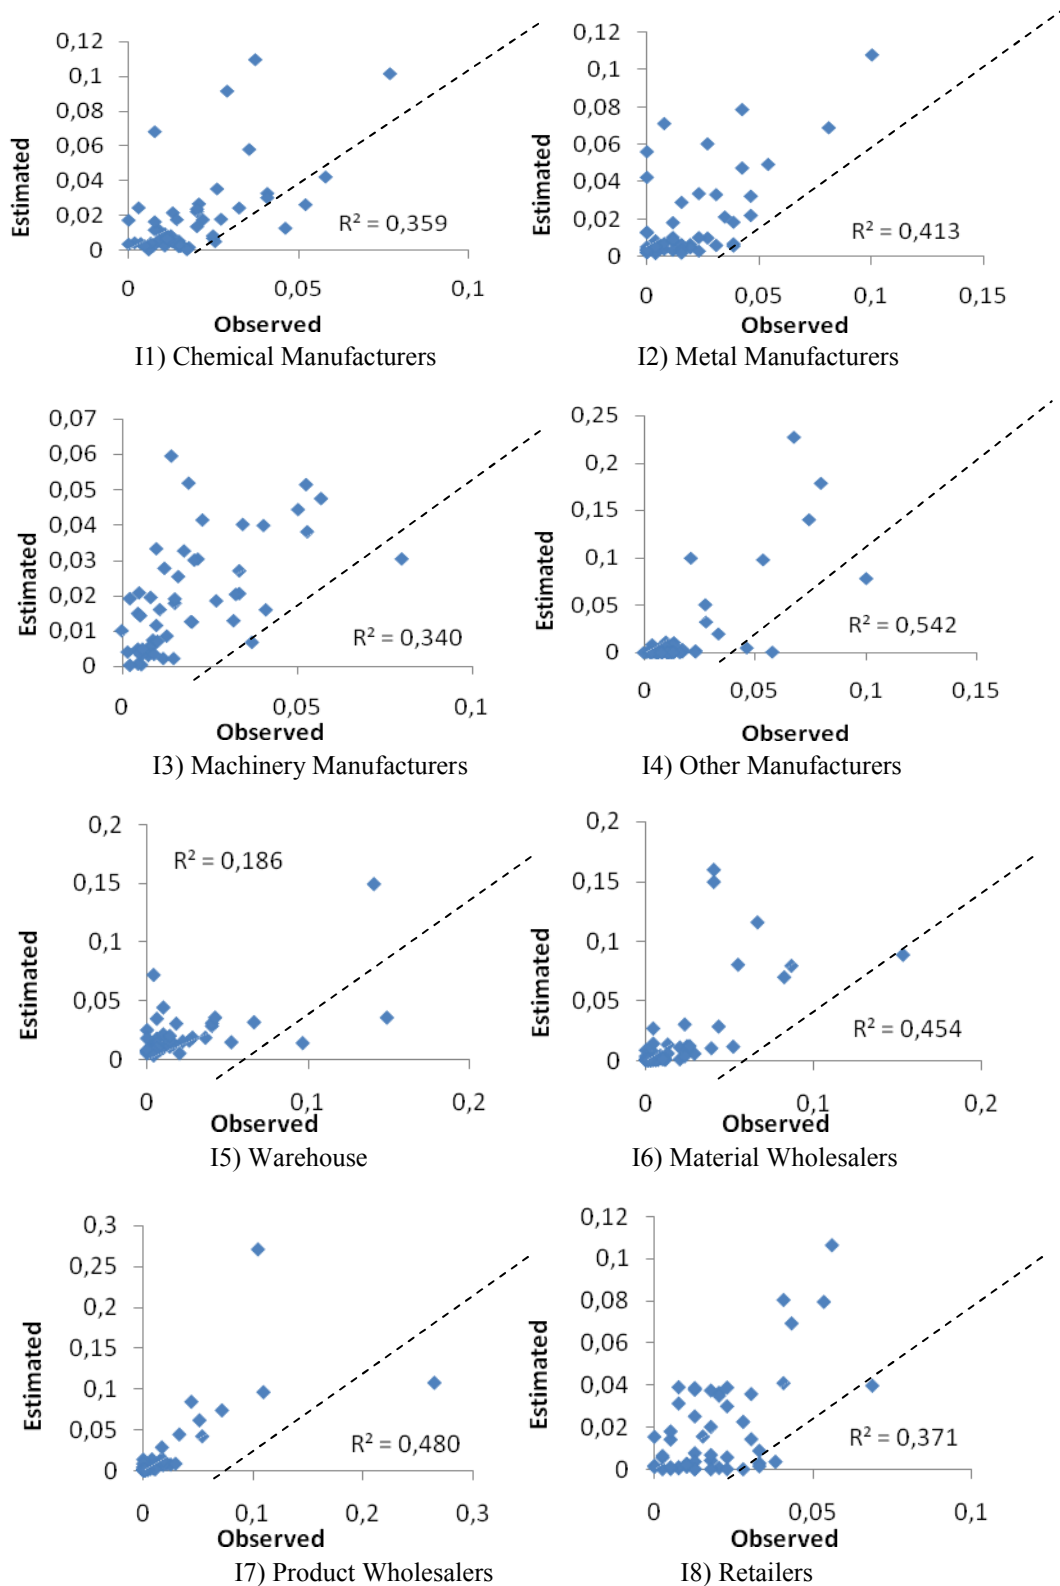 0,12
0,1
0,08
0,06
0,04
0,02
0
Estimated
R² = 0,359
0 0,05 0,1
Observed
I1) Chemical Manufacturers
0,12
0,1
0,08
0,06
0,04
0,02
0
Estimated
R² = 0,413
0 0,05 0,1 0,15
Observed
I2) Metal Manufacturers
0,07
0,06
0,05
0,04
0,03
0,02
0,01
0
Estimated
R² = 0,340
0 0,05 0,1
Observed
I3) Machinery Manufacturers
0,25
0,2
0,15
0,1
0,05
0
Estimated
R² = 0,542
0 0,05 0,1 0,15
Observed
I4) Other Manufacturers
0,2
0,15
0,1
0,05
0
Estimated
R² = 0,186
0 0,1 0,2
Observed
I5) Warehouse
0,2
0,15
0,1
0,05
0
Estimated
R² = 0,454
0 0,1 0,2
Observed
I6) Material Wholesalers
0,3
0,25
0,2
0,15
0,1
0,05
0
Estimated
R² = 0,480
0 0,1 0,2 0,3
Observed
I7) Product Wholesalers
0,12
0,1
0,08
0,06
0,04
0,02
0
Estimated
R² = 0,371
0 0,05 0,1
Observed
I8) Retailers